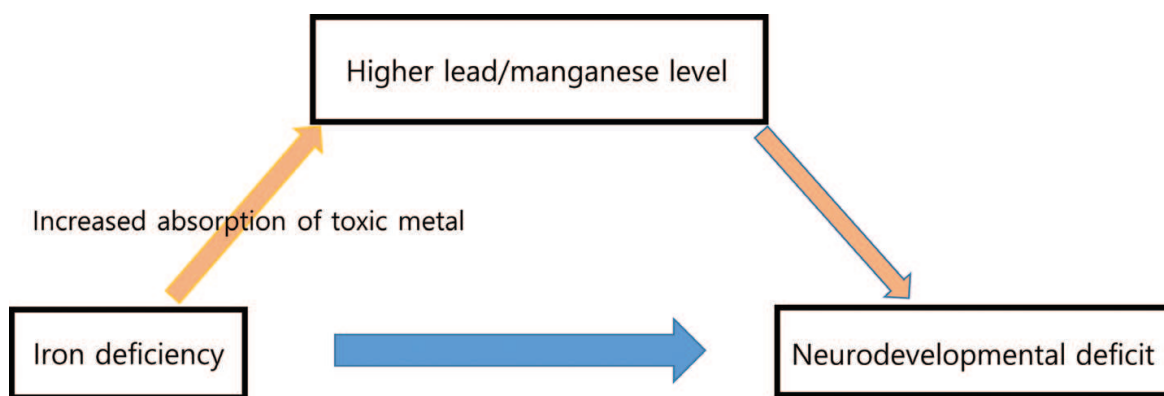 Higher lead/manganese level
Increased absorption of toxic metal
Iron deficiency
Neurodevelopmental deficit